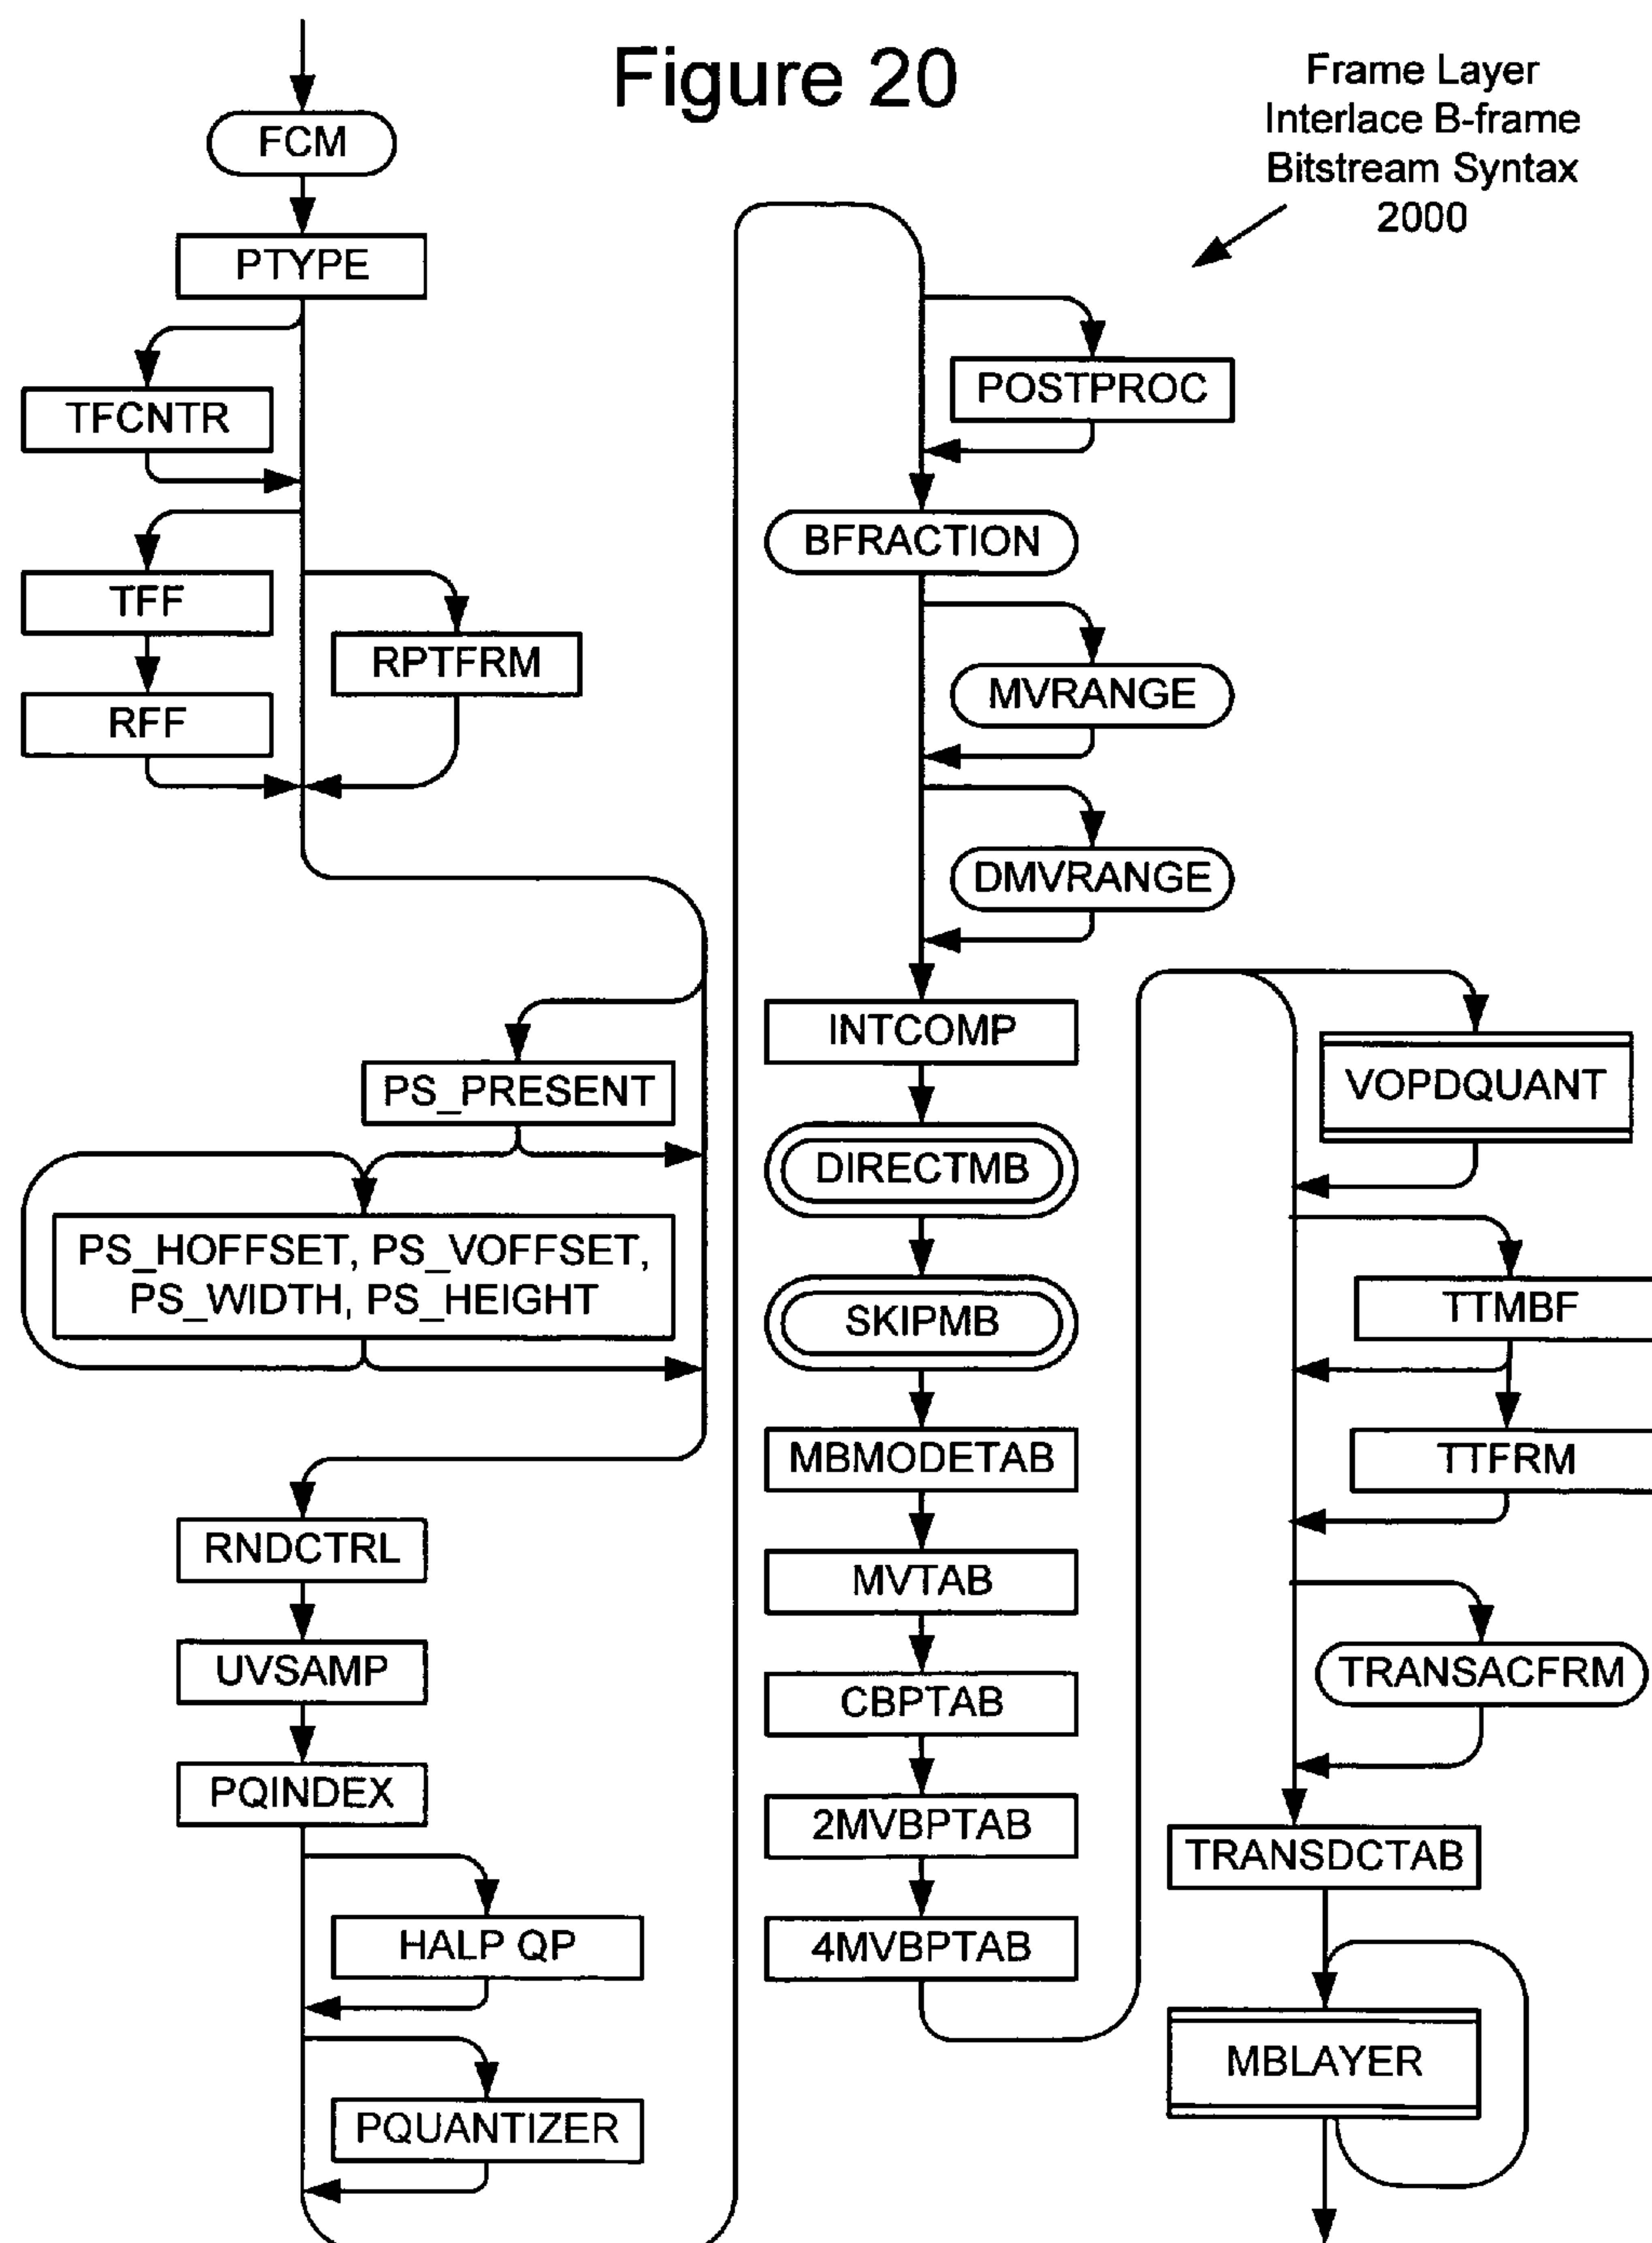 Figure 20
Frame Layer
Interlace B-frame
Bitstream Syntax
2000
FCM
PTYPE
TFCNTR
TFF
RPTFRM
RFF
PS_PRESENT
PS_HOFFSET, PS_VOFFSET,
PS_WIDTH, PS_HEIGHT
RNDCTRL
UVSAMP
PQINDEX
HALP QP
PQUANTIZER
POSTPROC
BFRACTION
MVRANGE
DMVRANGE
INTCOMP
DIRECTMB
SKIPMB
MBMODETAB
MVTAB
CBPTAB
2MVBPTAB
4MVBPTAB
VOPDQUANT
TTMBF
TTFRM
TRANSACFRM
TRANSDCTAB
MBLAYER